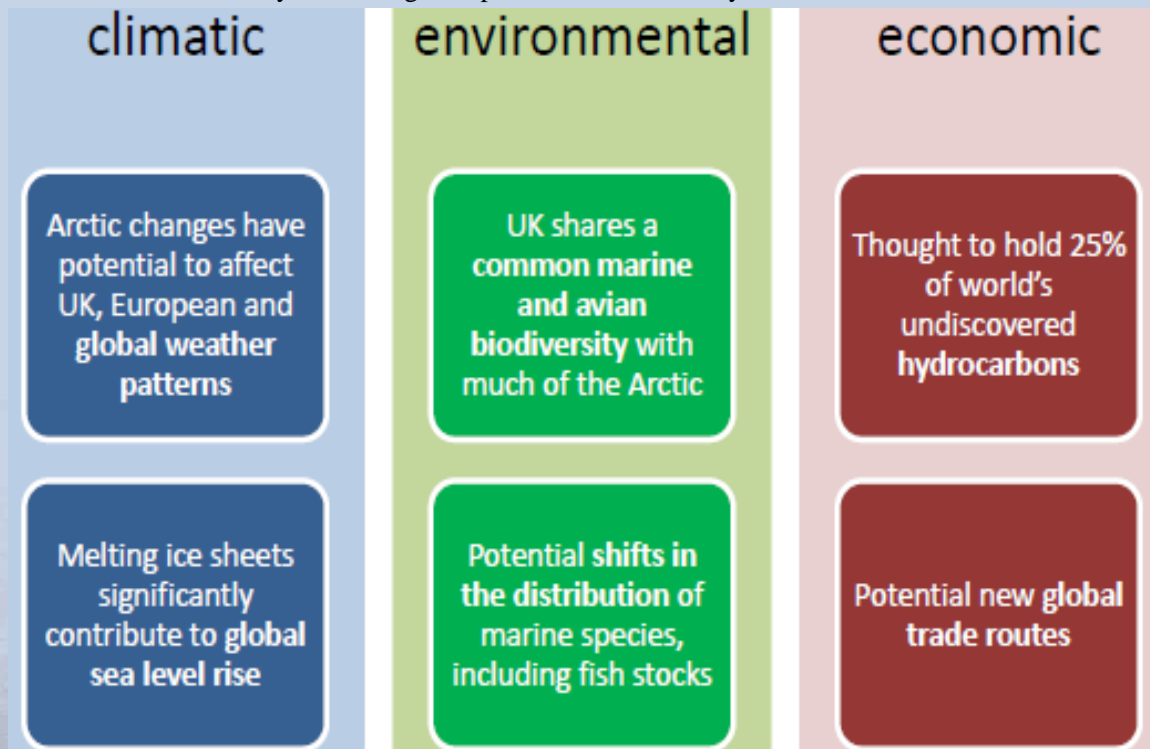 climatic
Arctic changes have
potential to affect
UK, European and
global weather
patterns
Melting ice sheets
significantly
contribute to global
sea level rise
environmental
UK shares a
common marine
and avian
biodiversity with
much of the Arctic
Potential shifts in
the distribution of
marine species,
including fish stocks
economic
Thought to hold 25%
of world's
undiscovered
hydrocarbons
Potential new global
trade routes